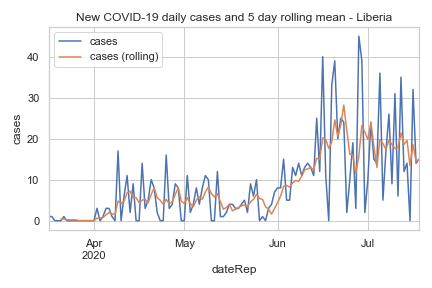 New COVID-19 daily cases and 5 day rolling mean - Liberia
cases
cases (rolling)
cases
40
30
20
10
0
Apr
2020
May
Jun
Jul
dateRep